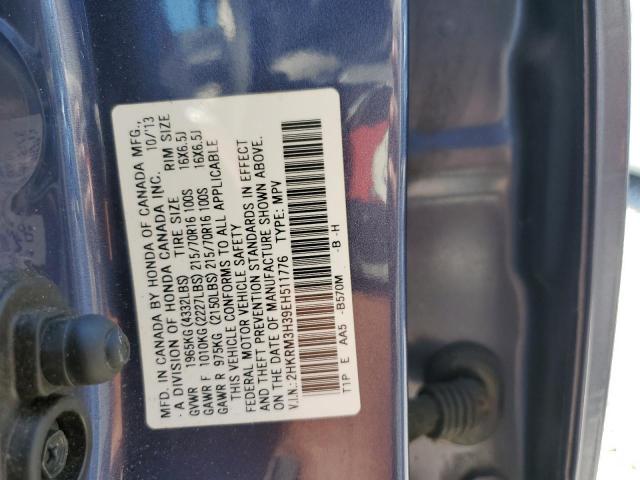 MFD. IN CANADA BY HONDA OF CANADA MFG.,
A DIVISION OF HONDA CANADA INC. 10/'13
TIRE SIZE RIM SIZE
GVWR 1965KG(4332LBS)
GAWR F 1010KG(2227LBS) 215/70R16 100S 16X6.5J
GAWR R 975KG (2150LBS) 215/70R16 100S 16X6.5J
THIS VEHICLE CONFORMS TO ALL APPLICABLE
FEDERAL MOTOR VEHICLE SAFETY
AND THEFT PREVENTION STANDARDS IN EFFECT
ON THE DATE OF MANUFACTURE SHOWN ABOVE.
V.I.N.: 2HKRM3H39EH511776 TYPE: MPV
T1P E AA5 -B570M -B -H